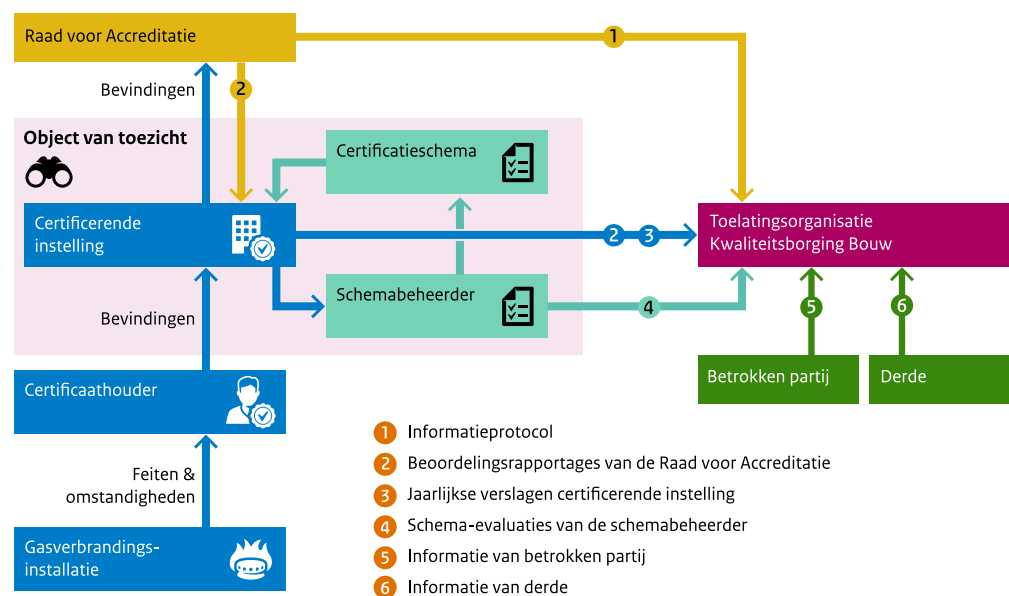 Raad voor Accreditatie
1
Bevindingen
2
Object van toezicht
Certificatieschema
Certificerende
instelling
Toelatingsorganisatie
Kwaliteitsborging Bouw
2
3
Schemabeheerder
4
5
6
Bevindingen
Certificaathouder
Betrokken partij
Derde
Feiten &
omstandigheden
Gasverbrandings-
installatie
1 Informatieprotocol
2 Beoordelingsrapportages van de Raad voor Accreditatie
3 Jaarlijkse verslagen certificerende instelling
4 Schema-evaluaties van de schemabeheerder
5 Informatie van betrokken partij
6 Informatie van derde